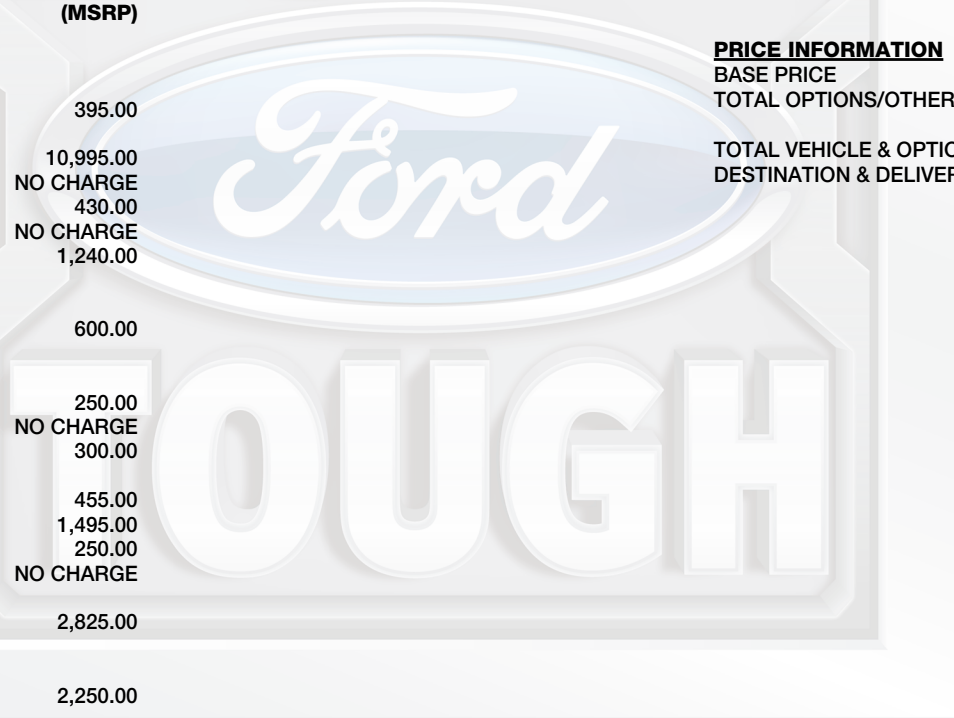 (MSRP)
395.00
10,995.00
NO CHARGE
430.00
NO CHARGE
1,240.00
600.00
250.00
NO CHARGE
300.00
455.00
1,495.00
250.00
NO CHARGE
2,825.00
2,250.00
PRICE INFORMATION
BASE PRICE
TOTAL OPTIONS/OTHER
TOTAL VEHICLE & OPTIO
DESTINATION & DELIVER
Ford
TOUGH